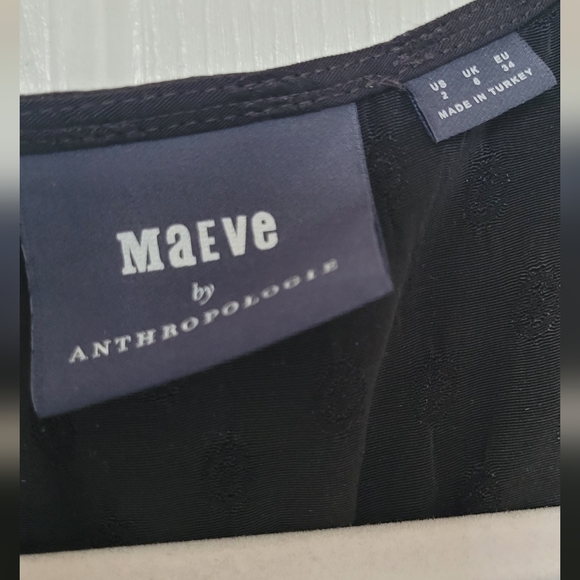 MaEVe
by
ANTHROPOLOGIE
US UK EU
2 6 34
MADE IN TURKEY